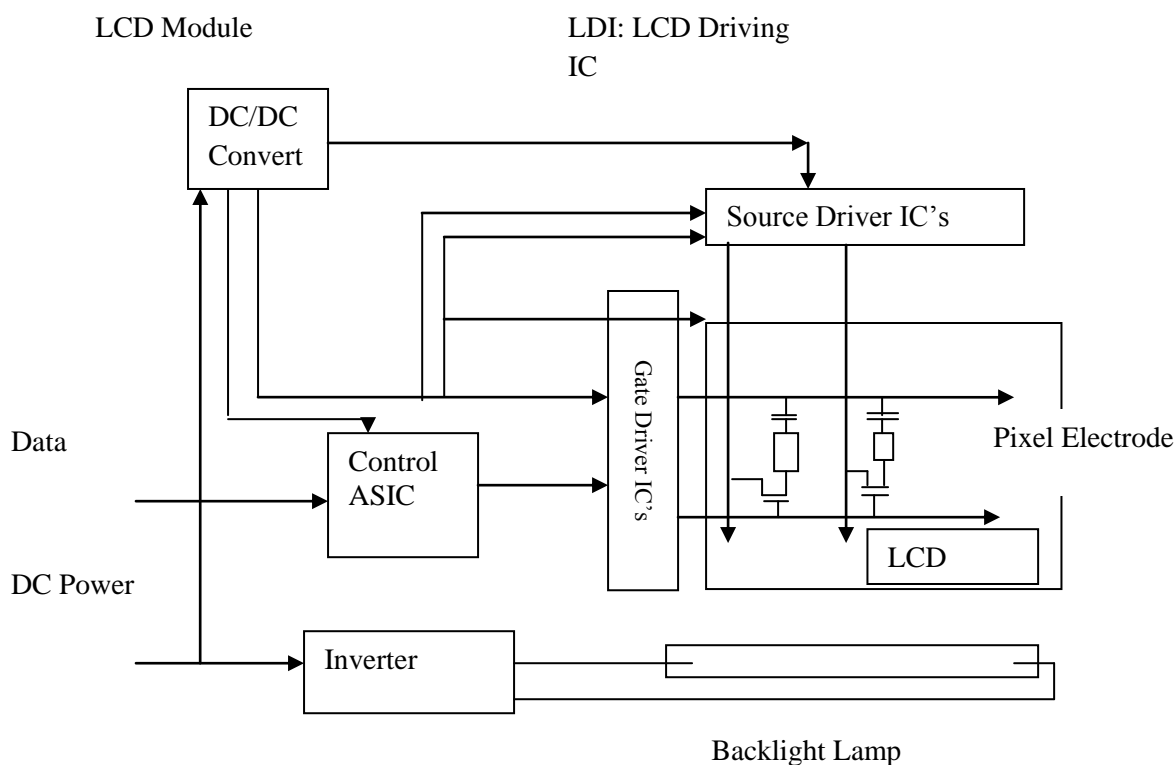 LCD Module
LDI: LCD Driving
IC
DC/DC
Convert
Source Driver IC’s
Gate Driver IC’s
Data
Control
ASIC
Pixel Electrode
LCD
DC Power
Inverter
Backlight Lamp